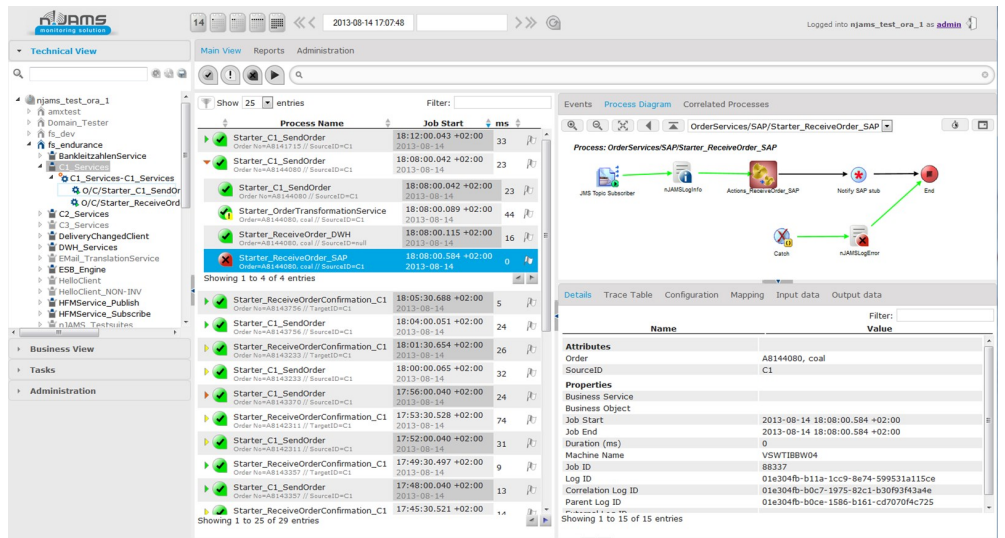 nJAMS
monitoring solution
14
2013-08-14 17:07:48
Logged into njams_test_ora_1 as admin
Technical View
njams_test_ora_1
amxtest
Domain_Tester
fs_dev
fs_endurance
BankleitzahlenService
C1_Services
C1_Services-C1_Services
O/C/Starter_C1_SendOr
O/C/Starter_ReceiveOrd
C2_Services
C3_Services
DeliveryChangedClient
DWH_Services
EMail_TranslationService
ESB_Engine
HelloClient
HelloClient_NON-INV
HFMService_Publish
HFMService_Subscribe
nJAMS_Testsuites
Business View
Tasks
Administration
Main View Reports Administration
Show 25 entries Filter:
Process Name Job Start ms
Starter_C1_SendOrder 18:12:00.043 +02:00 33
Order No=A8141715 // SourceID=C1 2013-08-14
Starter_C1_SendOrder 18:08:00.042 +02:00 23
Order No=A8144080 // SourceID=C1 2013-08-14
Starter_C1_SendOrder 18:08:00.042 +02:00 23
Order No=A8144080 // SourceID=C1 2013-08-14
Starter_OrderTransformationService 18:08:00.089 +02:00 44
Order=A8144080, coal // SourceID=C1 2013-08-14
Starter_ReceiveOrder_DWH 18:08:00.115 +02:00 16
Order=A8144080, coal // SourceID=null 2013-08-14
Starter_ReceiveOrder_SAP 18:08:00.584 +02:00 0
Order=A8144080, coal // SourceID=C1 2013-08-14
Showing 1 to 4 of 4 entries
Starter_ReceiveOrderConfirmation_C1 18:05:30.688 +02:00 5
Order No=A8143756 // TargetID=C1 2013-08-14
Starter_C1_SendOrder 18:04:00.051 +02:00 24
Order No=A8143756 // SourceID=C1 2013-08-14
Starter_ReceiveOrderConfirmation_C1 18:01:30.654 +02:00 26
Order No=A8143233 // TargetID=C1 2013-08-14
Starter_C1_SendOrder 18:00:00.065 +02:00 32
Order No=A8143233 // SourceID=C1 2013-08-14
Starter_C1_SendOrder 17:56:00.040 +02:00 24
Order No=A8143370 // SourceID=C1 2013-08-14
Starter_ReceiveOrderConfirmation_C1 17:53:30.528 +02:00 74
Order No=A8142311 // TargetID=C1 2013-08-14
Starter_C1_SendOrder 17:52:00.040 +02:00 31
Order No=A8142311 // SourceID=C1 2013-08-14
Starter_ReceiveOrderConfirmation_C1 17:49:30.497 +02:00 9
Order No=A8143357 // TargetID=C1 2013-08-14
Starter_C1_SendOrder 17:48:00.040 +02:00 13
Order No=A8143357 // SourceID=C1 2013-08-14
Starter_ReceiveOrderConfirmation_C1 17:45:30.521 +02:00 14
Showing 1 to 25 of 29 entries
Events Process Diagram Correlated Processes
OrderServices/SAP/Starter_ReceiveOrder_SAP
Process: OrderServices/SAP/Starter_ReceiveOrder_SAP
JMS Topic Subscriber
nJAMSLogInfo
Actions_ReceiveOrder_SAP
Notify SAP stub
End
Catch
nJAMSLogError
Details Trace Table Configuration Mapping Input data Output data
Filter:
Name Value
Attributes
Order A8144080, coal
SourceID C1
Properties
Business Service
Business Object
Job Start 2013-08-14 18:08:00.584 +02:00
Job End 2013-08-14 18:08:00.584 +02:00
Duration (ms) 0
Machine Name VSWTIBBW04
Job ID 88337
Log ID 01e304fb-b11a-1cc9-8e74-599531a115ce
Correlation Log ID 01e304fb-b0c7-1975-82c1-b30f93f43a4e
Parent Log ID 01e304fb-b0ce-1586-b161-cd7070f4c725
External Log ID
Showing 1 to 15 of 15 entries